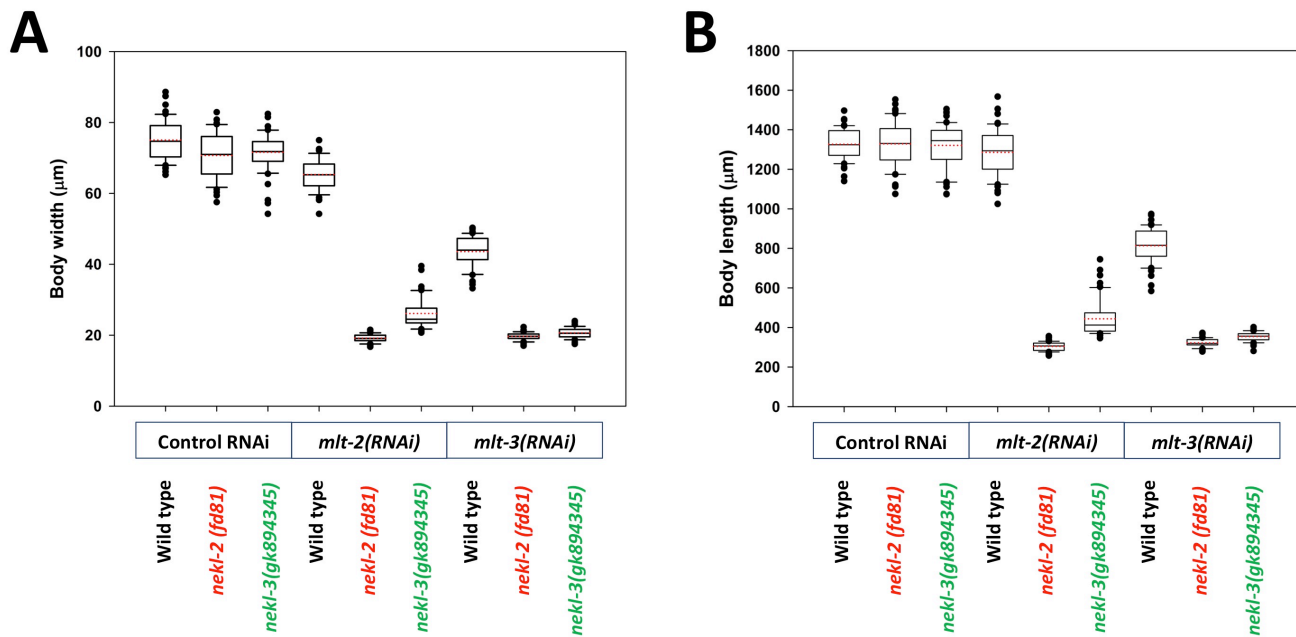 A
B
100
80
60
40
20
0
Body width (μm)
1800
1600
1400
1200
1000
800
600
400
200
0
Body length (μm)
Control RNAi
mlt-2(RNAi)
mlt-3(RNAi)
Control RNAi
mlt-2(RNAi)
mlt-3(RNAi)
Wild type
nekl-2 (fd81)
nekl-3(gk894345)
Wild type
nekl-2 (fd81)
nekl-3(gk894345)
Wild type
nekl-2 (fd81)
nekl-3(gk894345)
Wild type
nekl-2 (fd81)
nekl-3(gk894345)
Wild type
nekl-2 (fd81)
nekl-3(gk894345)
Wild type
nekl-2 (fd81)
nekl-3(gk894345)